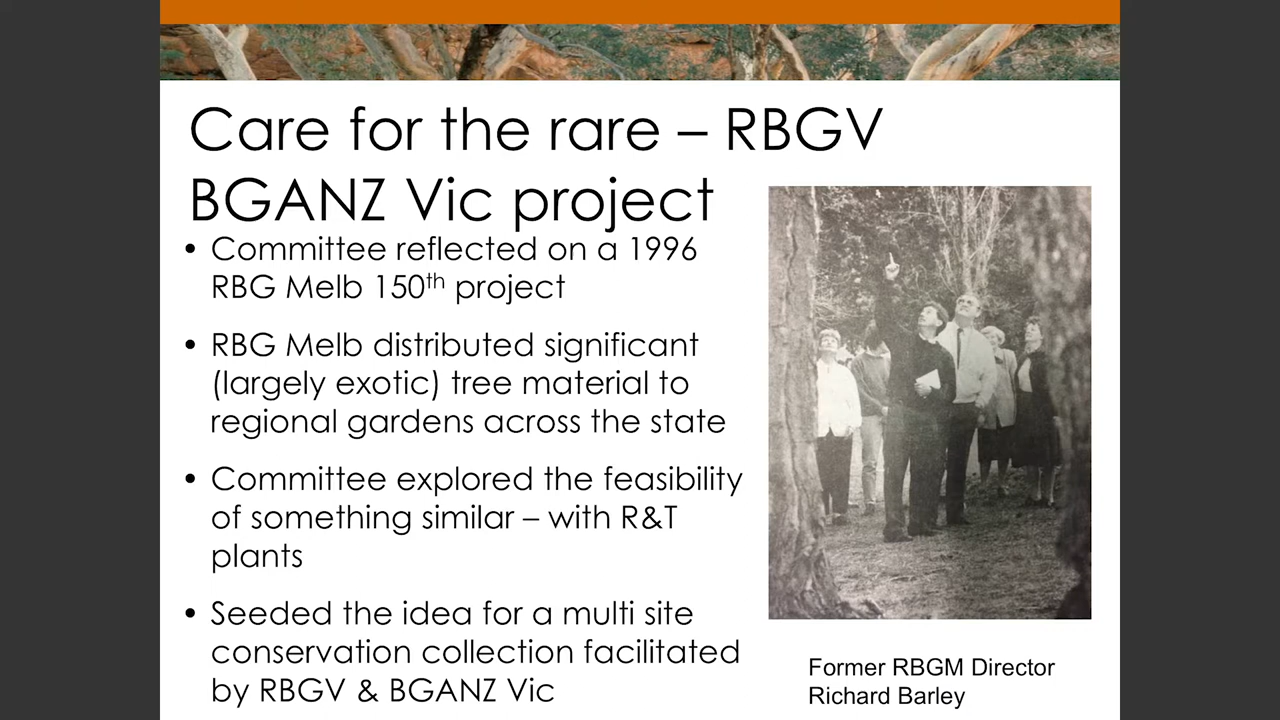 Care for the rare – RBGV
BGANZ Vic project
• Committee reflected on a 1996
RBG Melb 150th project
• RBG Melb distributed significant
(largely exotic) tree material to
regional gardens across the state
• Committee explored the feasibility
of something similar – with R&T
plants
• Seeded the idea for a multi site
conservation collection facilitated
by RBGV & BGANZ Vic
Former RBGM Director
Richard Barley